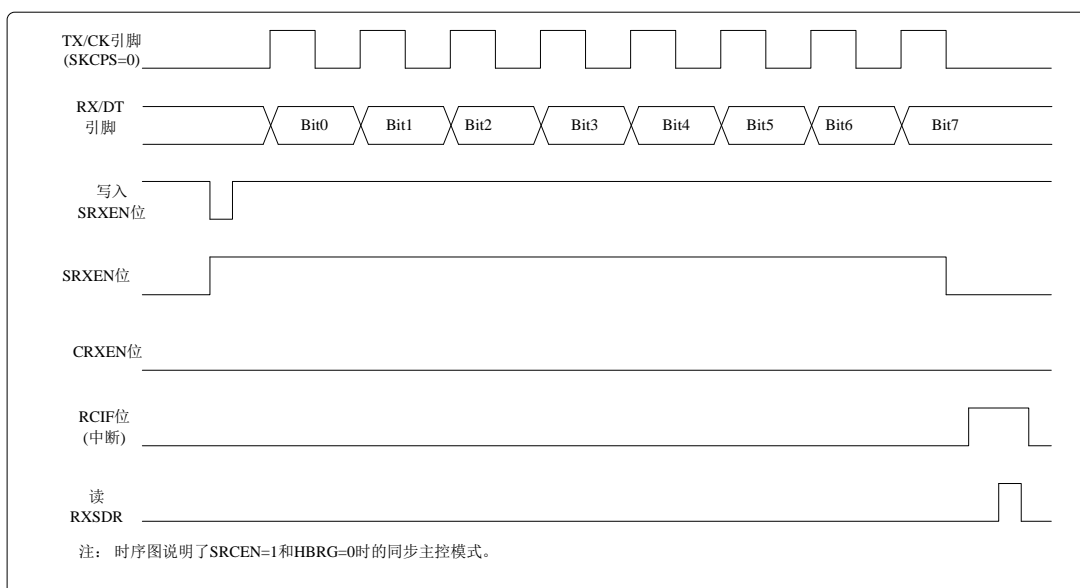 TX/CK引脚
(SKCPS=0)
RX/DT
引脚
Bit0
Bit1
Bit2
Bit3
Bit4
Bit5
Bit6
Bit7
写入
SRXEN位
SRXEN位
CRXEN位
RCIF位
(中断)
读
RXSDR
注： 时序图说明了SRCEN=1和HBRG=0时的同步主控模式。